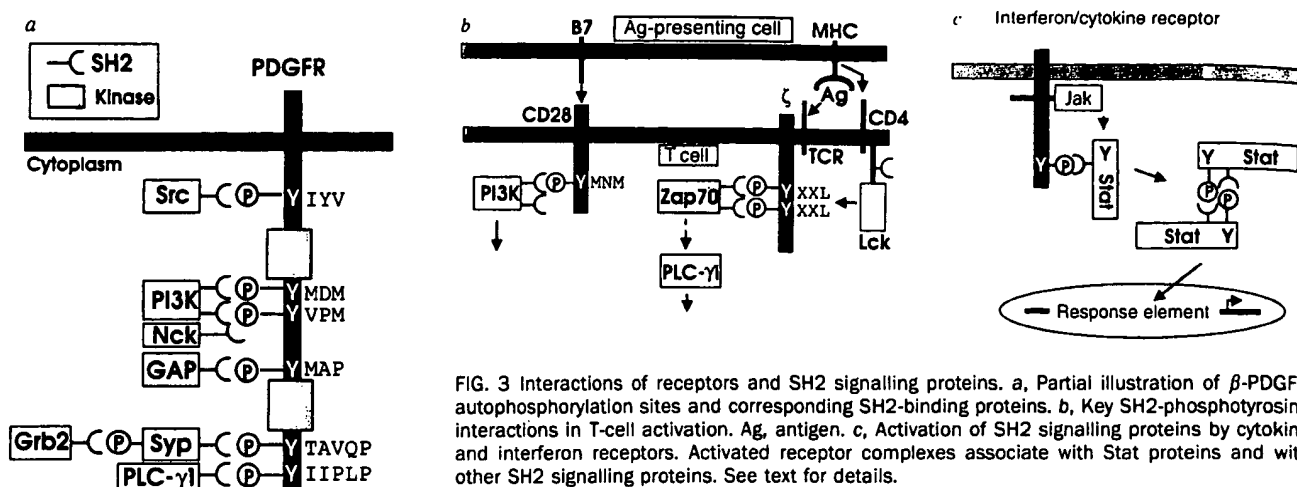 a
SH2
Kinase
PDGFR
Cytoplasm
Src P Y IYV
PI3K P Y MDM
P Y VPM
Nck
GAP P Y MAP
Grb2 P Syp P Y TAVQP
PLC-γ1 P Y IIPLP
b
B7 Ag-presenting cell MHC
Ag
CD28 ζ CD4
T cell TCR
PI3K P Y MNM
Zap70 P Y XXL
P Y XXL
Lck
PLC-γ1
c Interferon/cytokine receptor
Jak
Y P Y Stat
Y Stat
P P
Stat Y
Response element
FIG. 3 Interactions of receptors and SH2 signalling proteins. a, Partial illustration of β-PDGF
autophosphorylation sites and corresponding SH2-binding proteins. b, Key SH2-phosphotyrosin
interactions in T-cell activation. Ag, antigen. c, Activation of SH2 signalling proteins by cytokin
and interferon receptors. Activated receptor complexes associate with Stat proteins and wit
other SH2 signalling proteins. See text for details.